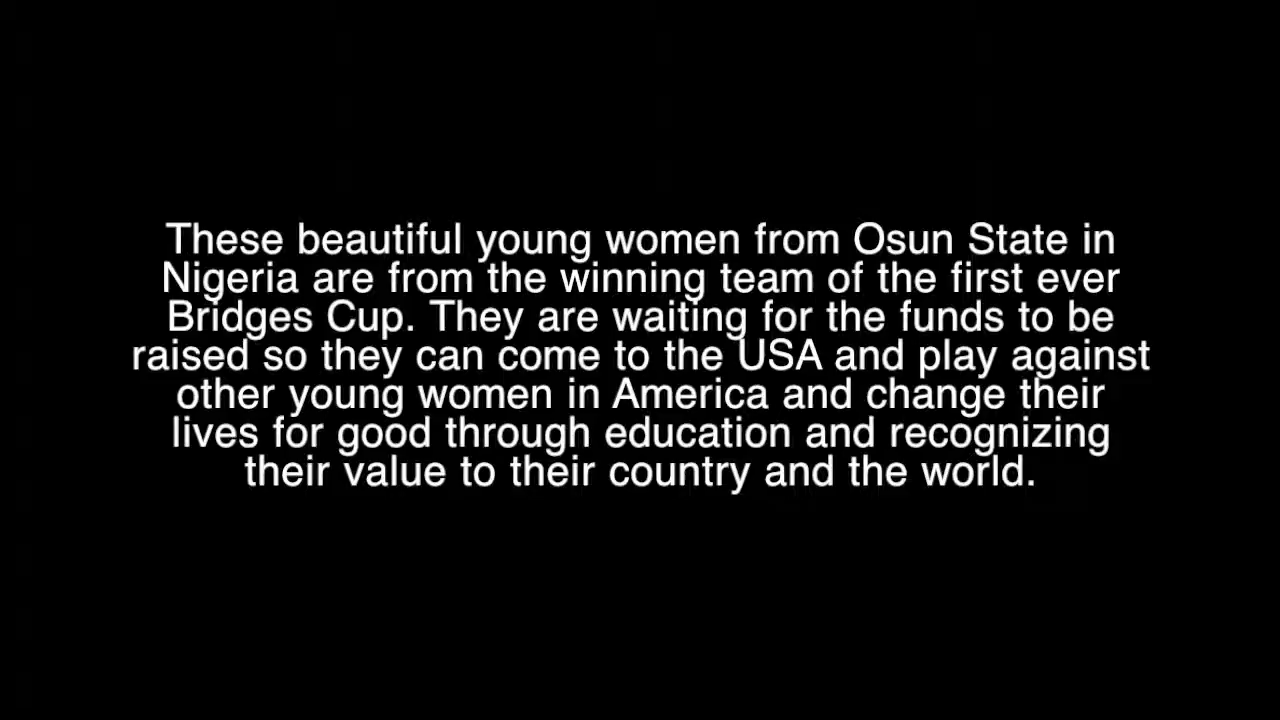 These beautiful young women from Osun State in
Nigeria are from the winning team of the first ever
Bridges Cup. They are waiting for the funds to be
raised so they can come to the USA and play against
other young women in America and change their
lives for good through education and recognizing
their value to their country and the world.